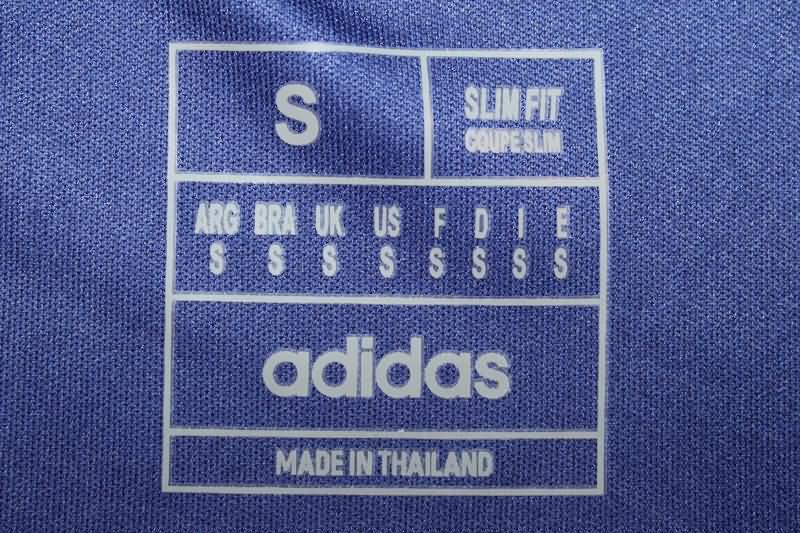 S
SLIM FIT
COUPE SLIM
ARG BRA UK US F D I E
S S S S S S S S
adidas
MADE IN THAILAND